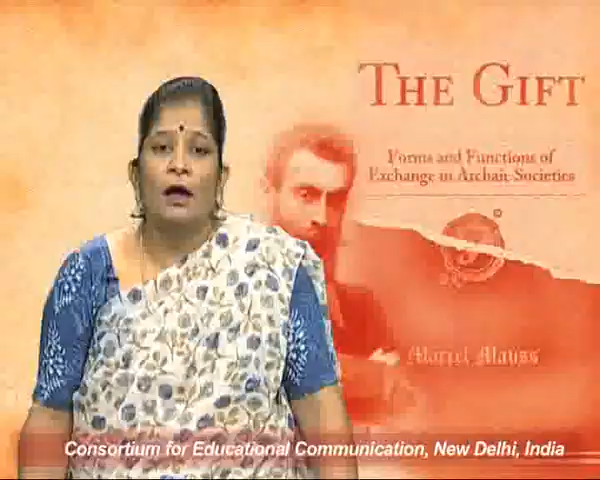 THE GIFT
Forms and Functions of
Exchange in Archaic Societies
Marcel Mauss
Consortium for Educational Communication, New Delhi, India